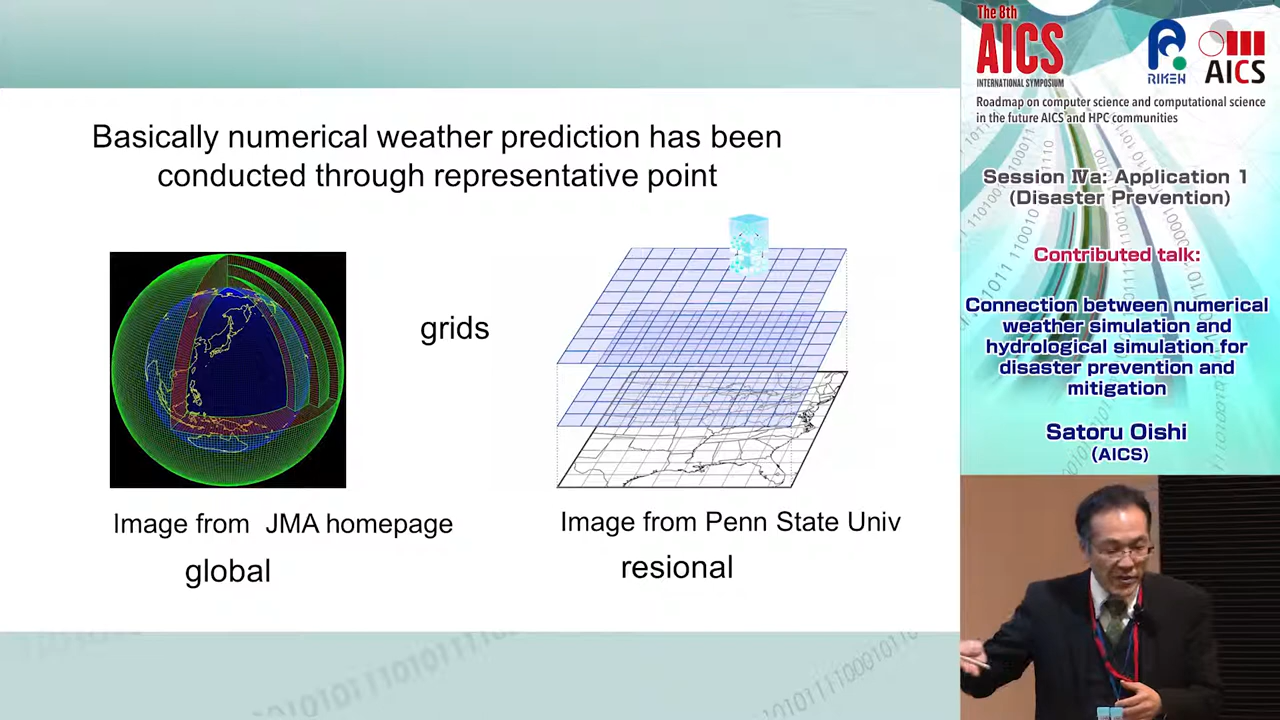 Basically numerical weather prediction has been
conducted through representative point
grids
Image from JMA homepage
global
Image from Penn State Univ
resional
The 8th
AICS
INTERNATIONAL SYMPOSIUM
RIKEN
AICS
Roadmap on computer science and computational science
in the future AICS and HPC communities
Session Ⅳa: Application 1
(Disaster Prevention)
Contributed talk:
Connection between numerical
weather simulation and
hydrological simulation for
disaster prevention and
mitigation
Satoru Oishi
(AICS)